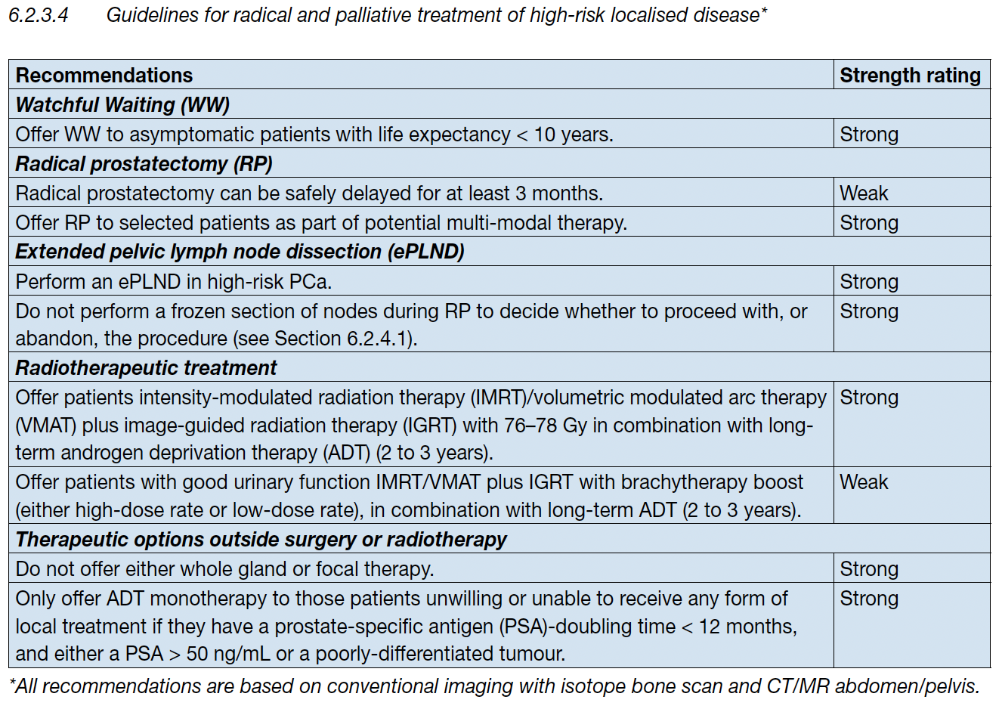 6.2.3.4 Guidelines for radical and palliative treatment of high-risk localised disease*
Recommendations Strength rating
Watchful Waiting (WW)
Offer WW to asymptomatic patients with life expectancy < 10 years. Strong
Radical prostatectomy (RP)
Radical prostatectomy can be safely delayed for at least 3 months. Weak
Offer RP to selected patients as part of potential multi-modal therapy. Strong
Extended pelvic lymph node dissection (ePLND)
Perform an ePLND in high-risk PCa. Strong
Do not perform a frozen section of nodes during RP to decide whether to proceed with, or Strong
abandon, the procedure (see Section 6.2.4.1).
Radiotherapeutic treatment
Offer patients intensity-modulated radiation therapy (IMRT)/volumetric modulated arc therapy Strong
(VMAT) plus image-guided radiation therapy (IGRT) with 76–78 Gy in combination with long-
term androgen deprivation therapy (ADT) (2 to 3 years).
Offer patients with good urinary function IMRT/VMAT plus IGRT with brachytherapy boost Weak
(either high-dose rate or low-dose rate), in combination with long-term ADT (2 to 3 years).
Therapeutic options outside surgery or radiotherapy
Do not offer either whole gland or focal therapy. Strong
Only offer ADT monotherapy to those patients unwilling or unable to receive any form of Strong
local treatment if they have a prostate-specific antigen (PSA)-doubling time < 12 months,
and either a PSA > 50 ng/mL or a poorly-differentiated tumour.
*All recommendations are based on conventional imaging with isotope bone scan and CT/MR abdomen/pelvis.